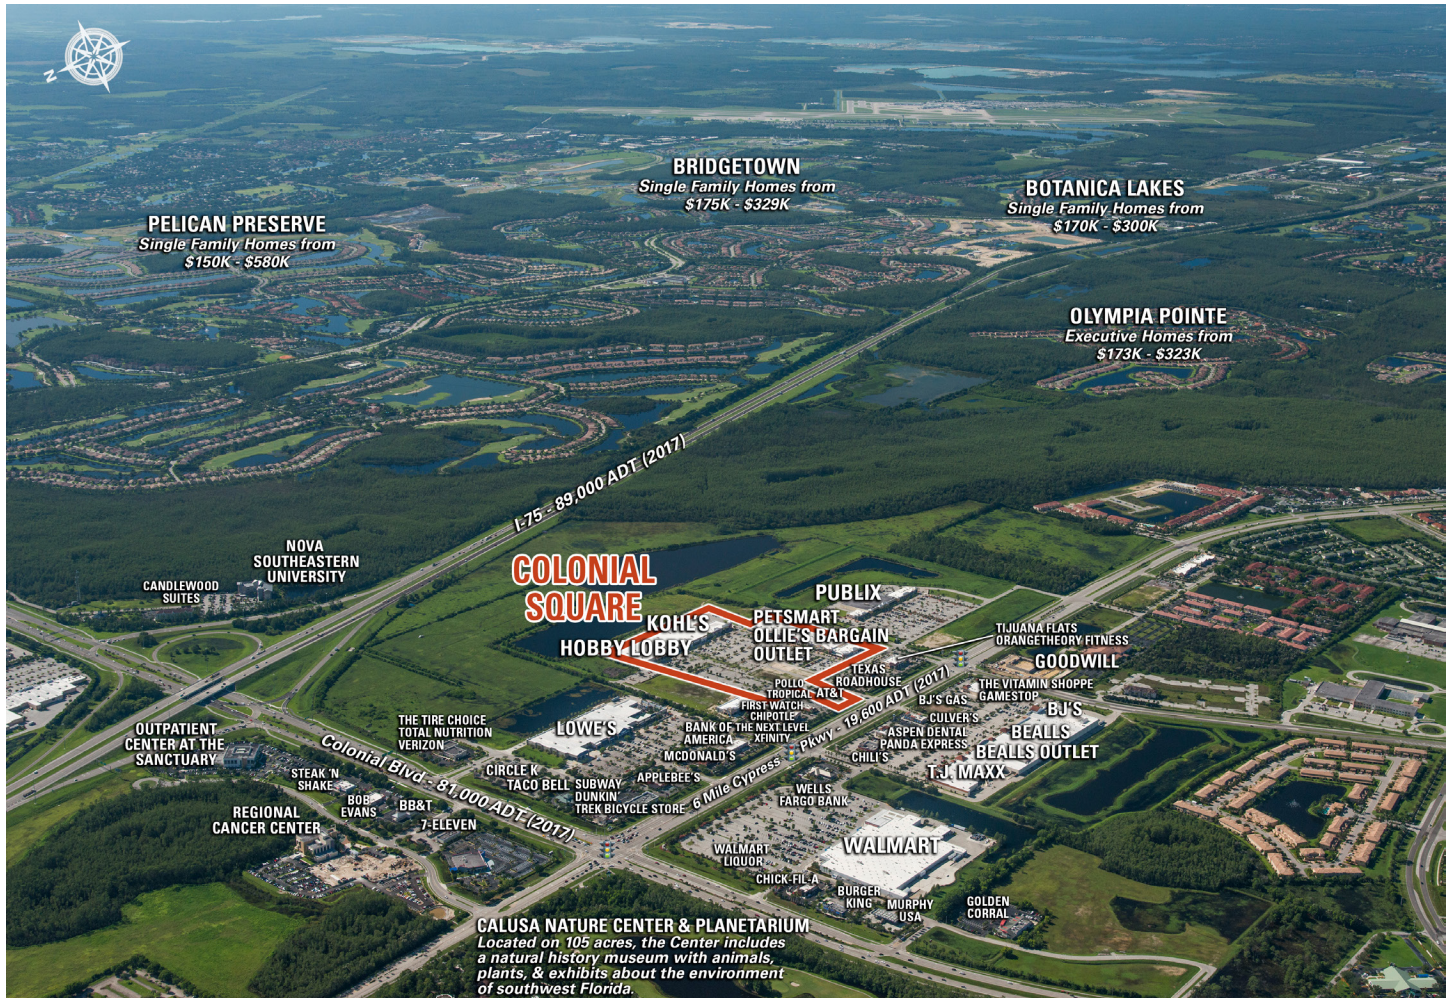 N
BRIDGETOWN
Single Family Homes from
$175K - $329K
BOTANICA LAKES
Single Family Homes from
$170K - $300K
PELICAN PRESERVE
Single Family Homes from
$150K - $580K
OLYMPIA POINTE
Executive Homes from
$173K - $323K
I-75 - 89,000 ADT (2017)
NOVA
SOUTHEASTERN
UNIVERSITY
CANDLEWOOD
SUITES
COLONIAL
SQUARE
KOHL'S
HOBBY LOBBY
PUBLIX
PETSMART
OLLIE'S BARGAIN
OUTLET
TIJUANA FLATS
ORANGETHEORY FITNESS
GOODWILL
TEXAS
ROADHOUSE
POLLO
TROPICAL
AT&T
FIRST WATCH
CHIPOTLE
THE NEXT LEVEL
XFINITY
BANK OF
AMERICA
MCDONALD'S
THE VITAMIN SHOPPE
GAMESTOP
BJ'S GAS
BJ'S
CULVER'S
BEALLS
ASPEN DENTAL
PANDA EXPRESS
BEALLS OUTLET
CHILI'S
T.J. MAXX
LOWE'S
THE TIRE CHOICE
TOTAL NUTRITION
VERIZON
OUTPATIENT
CENTER AT THE
SANCTUARY
Colonial Blvd - 81,000 ADT (2017)
6 Mile Cypress Pkwy - 19,600 ADT (2017)
CIRCLE K
TACO BELL
SUBWAY
DUNKIN'
TREK BICYCLE STORE
APPLEBEE'S
STEAK 'N
SHAKE
BOB
EVANS
BB&T
7-ELEVEN
REGIONAL
CANCER CENTER
WELLS
FARGO BANK
WALMART
WALMART
LIQUOR
CHICK-FIL-A
BURGER
KING
MURPHY
USA
GOLDEN
CORRAL
CALUSA NATURE CENTER & PLANETARIUM
Located on 105 acres, the Center includes
a natural history museum with animals,
plants, & exhibits about the environment
of southwest Florida.